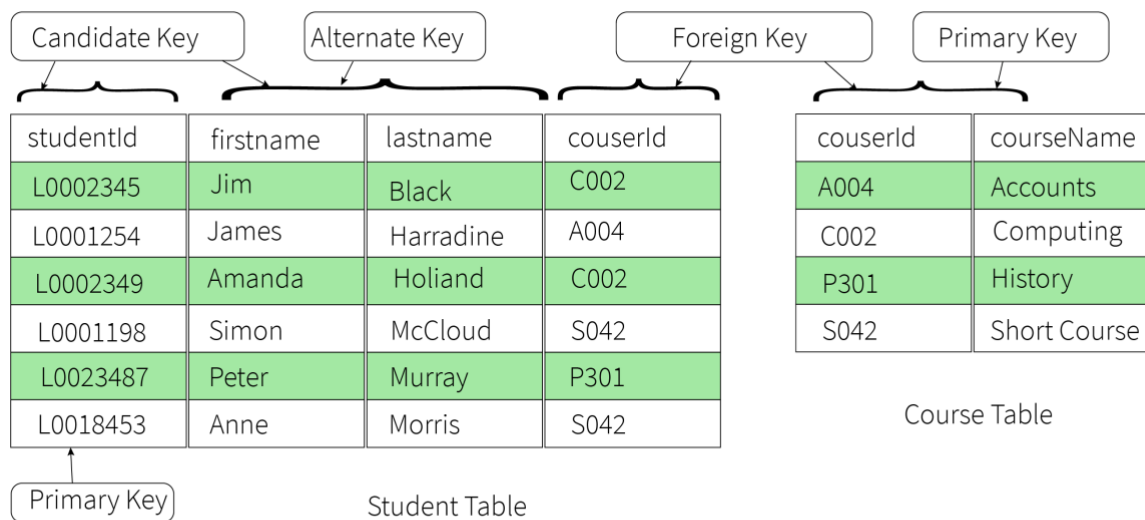 Candidate Key Alternate Key Foreign Key Primary Key
studentId firstname lastname couserId
L0002345 Jim Black C002
L0001254 James Harradine A004
L0002349 Amanda Holiand C002
L0001198 Simon McCloud S042
L0023487 Peter Murray P301
L0018453 Anne Morris S042
Primary Key
Student Table
couserId courseName
A004 Accounts
C002 Computing
P301 History
S042 Short Course
Course Table